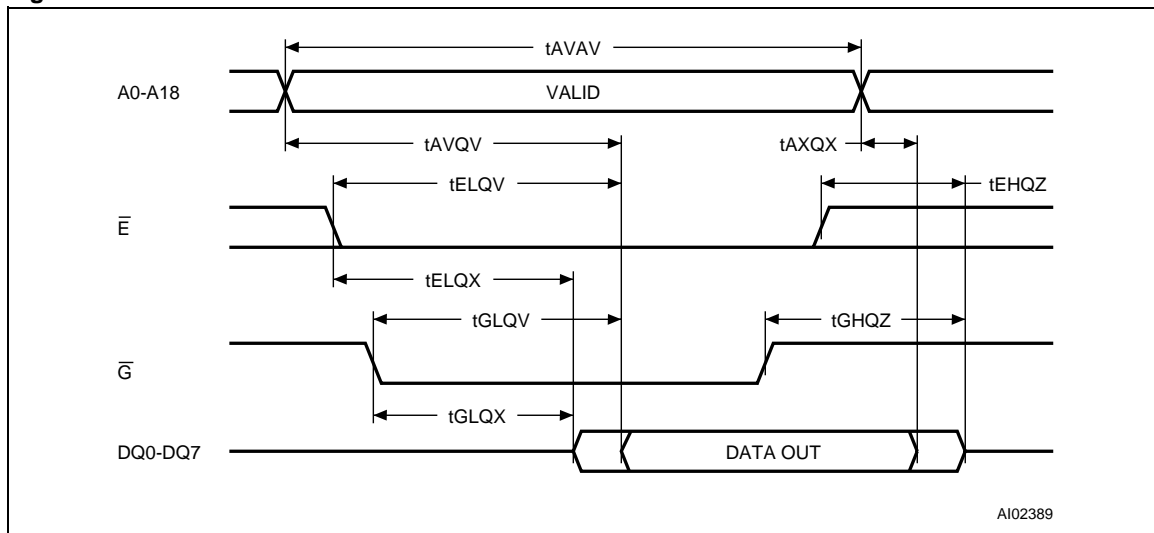 tAVAV
A0-A18
VALID
tAVQV
tAXQX
tELQV
tEHQZ
E̅
tELQX
tGLQV
tGHQZ
G̅
tGLQX
DQ0-DQ7
DATA OUT
AI02389